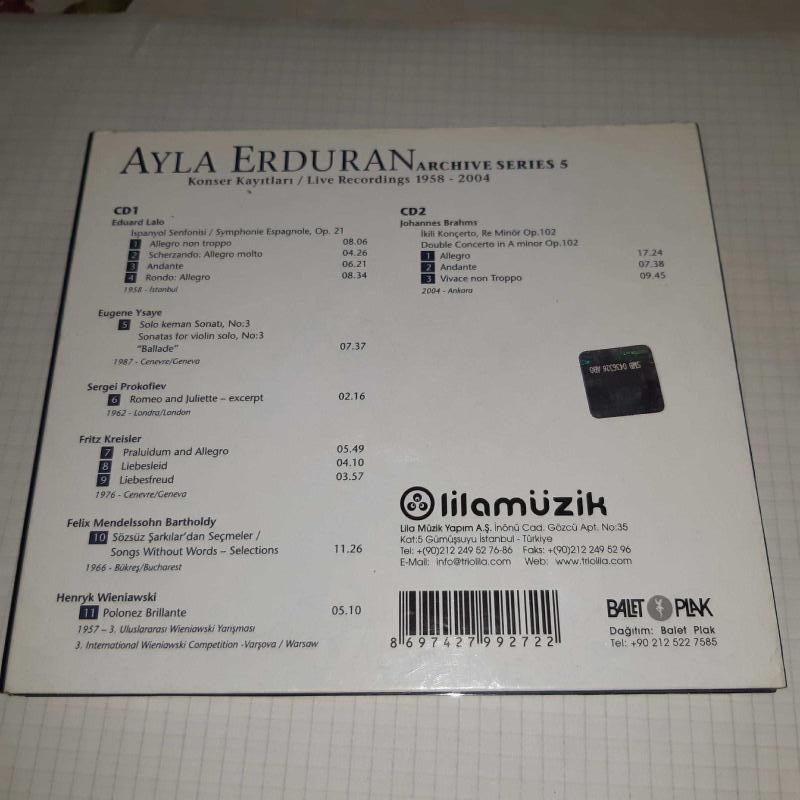 AYLA ERDURAN ARCHIVE SERIES 5
Konser Kayıtları / Live Recordings 1958 - 2004
CD1
Eduard Lalo
İspanyol Senfonisi / Symphonie Espagnole, Op. 21
1 Allegro non troppo 08.06
2 Scherzando: Allegro molto 04.26
3 Andante 06.21
4 Rondo: Allegro 08.34
1958 - İstanbul
Eugene Ysaye
5 Solo keman Sonatı, No:3
Sonatas for violin solo, No:3
"Ballade" 07.37
1987 - Cenevre/Geneva
Sergei Prokofiev
6 Romeo and Juliette – excerpt 02.16
1962 - Londra/London
Fritz Kreisler
7 Praluidum and Allegro 05.49
8 Liebesleid 04.10
9 Liebesfreud 03.57
1976 - Cenevre/Geneva
Felix Mendelssohn Bartholdy
10 Sözsüz Şarkılar'dan Seçmeler /
Songs Without Words – Selections 11.26
1966 - Bükreş/Bucharest
Henryk Wieniawski
11 Polonez Brillante 05.10
1957 – 3. Uluslararası Wieniawski Yarışması
3. International Wieniawski Competition -Varşova / Warsaw
CD2
Johannes Brahms
İkili Konçerto, Re Minör Op.102
Double Concerto in A minor Op.102
1 Allegro 17.24
2 Andante 07.38
3 Vivace non Troppo 09.45
2004 - Ankara
lilamüzik
Lila Müzik Yapım A.Ş. İnönü Cad. Gözcü Apt. No:35
Kat:5 Gümüşsuyu İstanbul - Türkiye
Tel: +(90)212 249 52 76-86 Faks: +(90)212 249 52 96
E-Mail: info@triolila.com Web: www.triolila.com
8 697427 992722
BALET PLAK
Dağıtım: Balet Plak
Tel: +90 212 522 7585